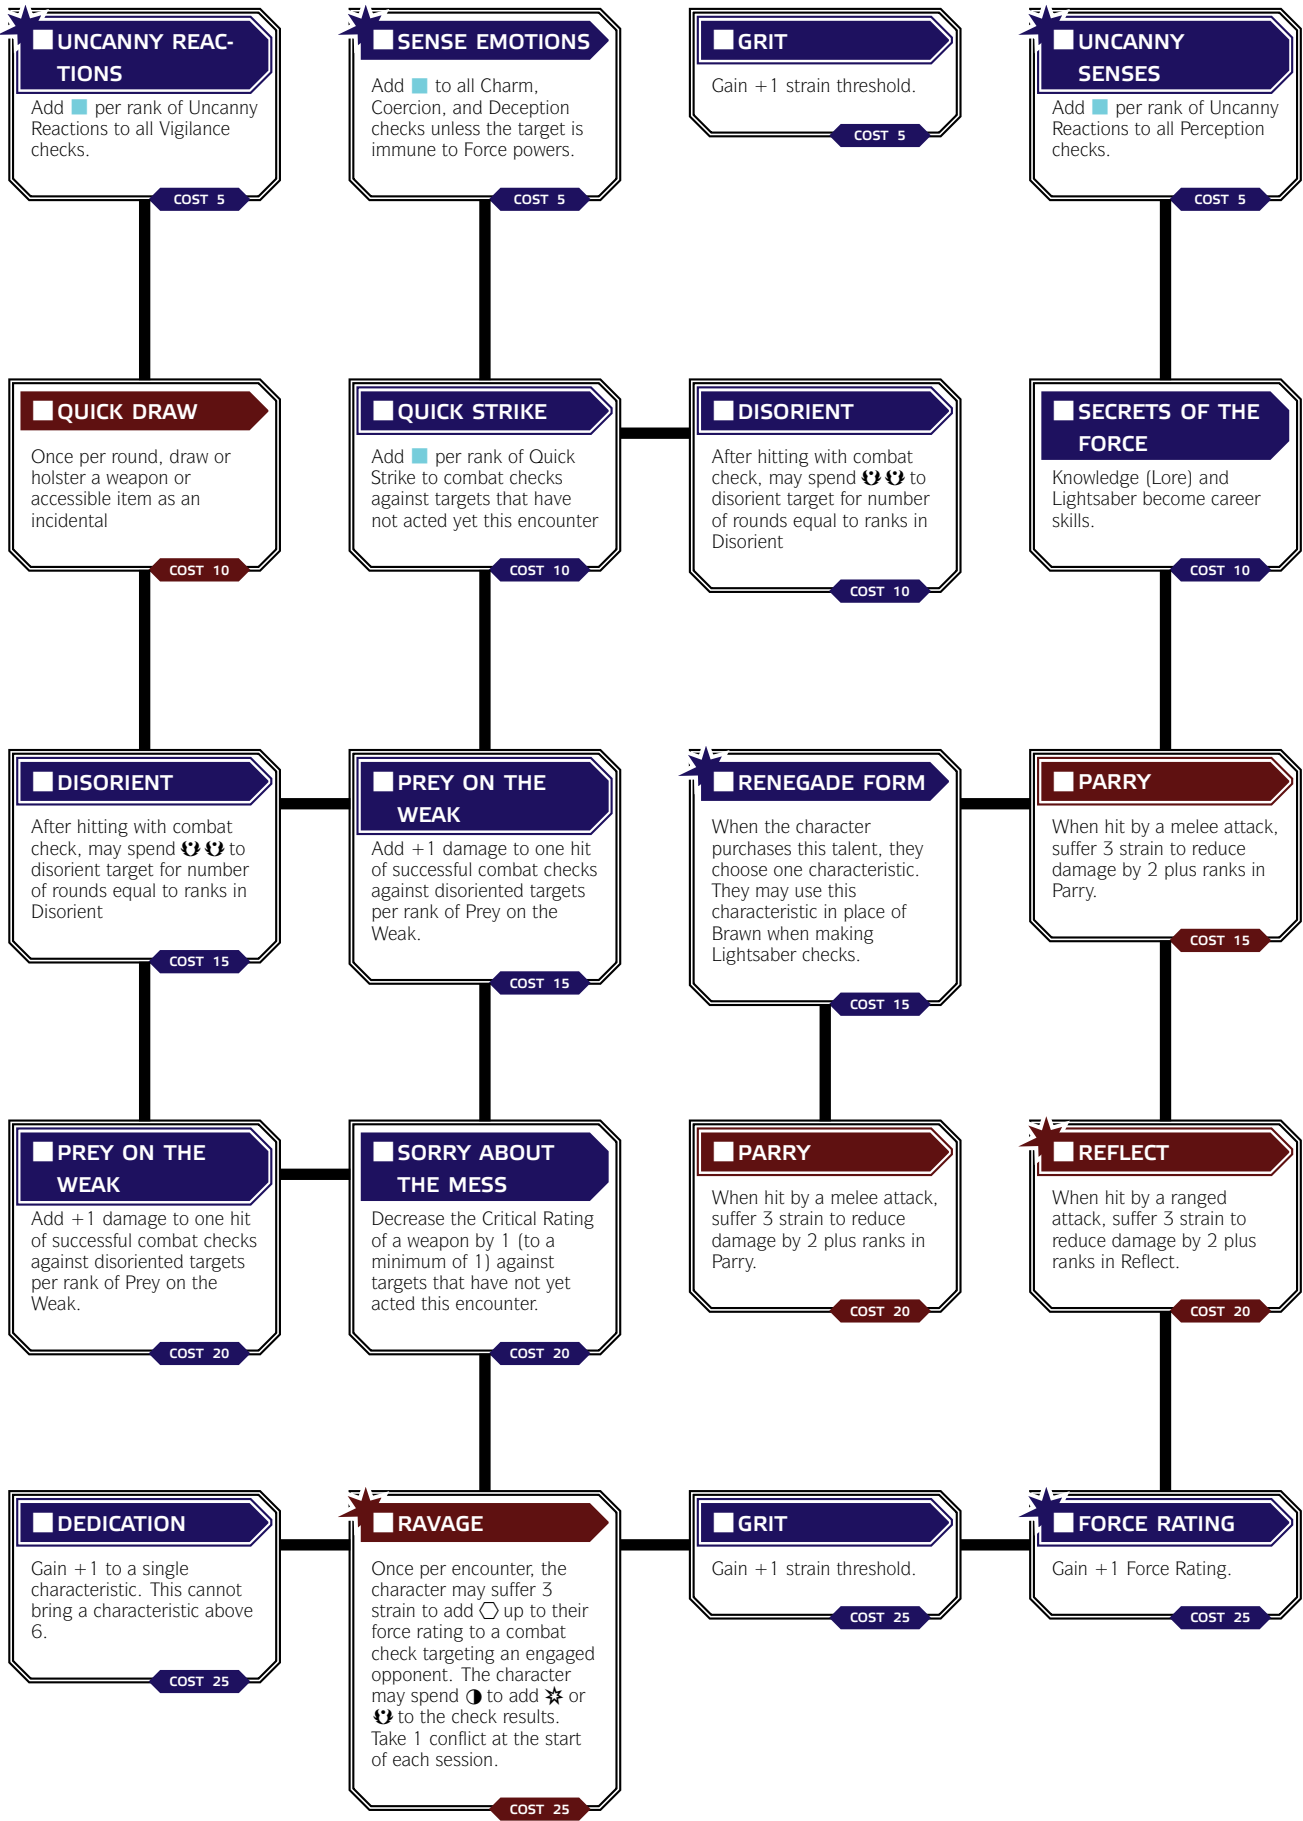 UNCANNY REAC-
TIONS
Add per rank of Uncanny
Reactions to all Vigilance
checks.
COST 5
SENSE EMOTIONS
Add to all Charm,
Coercion, and Deception
checks unless the target is
immune to Force powers.
COST 5
GRIT
Gain +1 strain threshold.
COST 5
UNCANNY
SENSES
Add per rank of Uncanny
Reactions to all Perception
checks.
COST 5
QUICK DRAW
Once per round, draw or
holster a weapon or
accessible item as an
incidental
COST 10
QUICK STRIKE
Add per rank of Quick
Strike to combat checks
against targets that have
not acted yet this encounter
COST 10
DISORIENT
After hitting with combat
check, may spend to
disorient target for number
of rounds equal to ranks in
Disorient
COST 10
SECRETS OF THE
FORCE
Knowledge (Lore) and
Lightsaber become career
skills.
COST 10
DISORIENT
After hitting with combat
check, may spend to
disorient target for number
of rounds equal to ranks in
Disorient
COST 15
PREY ON THE
WEAK
Add +1 damage to one hit
of successful combat checks
against disoriented targets
per rank of Prey on the
Weak.
COST 15
RENEGADE FORM
When the character
purchases this talent, they
choose one characteristic.
They may use this
characteristic in place of
Brawn when making
Lightsaber checks.
COST 15
PARRY
When hit by a melee attack,
suffer 3 strain to reduce
damage by 2 plus ranks in
Parry.
COST 15
PREY ON THE
WEAK
Add +1 damage to one hit
of successful combat checks
against disoriented targets
per rank of Prey on the
Weak.
COST 20
SORRY ABOUT
THE MESS
Decrease the Critical Rating
of a weapon by 1 (to a
minimum of 1) against
targets that have not yet
acted this encounter.
COST 20
PARRY
When hit by a melee attack,
suffer 3 strain to reduce
damage by 2 plus ranks in
Parry.
COST 20
REFLECT
When hit by a ranged
attack, suffer 3 strain to
reduce damage by 2 plus
ranks in Reflect.
COST 20
DEDICATION
Gain +1 to a single
characteristic. This cannot
bring a characteristic above
6.
COST 25
RAVAGE
Once per encounter, the
character may suffer 3
strain to add up to their
force rating to a combat
check targeting an engaged
opponent. The character
may spend to add or
to the check results.
Take 1 conflict at the start
of each session.
COST 25
GRIT
Gain +1 strain threshold.
COST 25
FORCE RATING
Gain +1 Force Rating.
COST 25